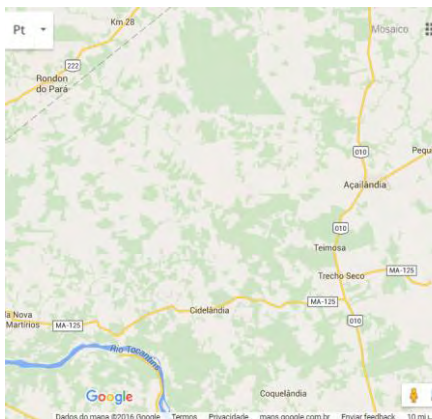 Km 28
Pt
Mosaico
222
Rondon
do Pará
010
Pequi
Açailândia
010
Teimosa
Trecho Seco
MA-125
MA-125
Cidelândia
la Nova
Martírios
MA-125
010
Rio Tocantins
Google
Coquelândia
Dados do mapa ©2016 Google
Termos
Privacidade
maps.google.com.br
Enviar feedback
10 mi